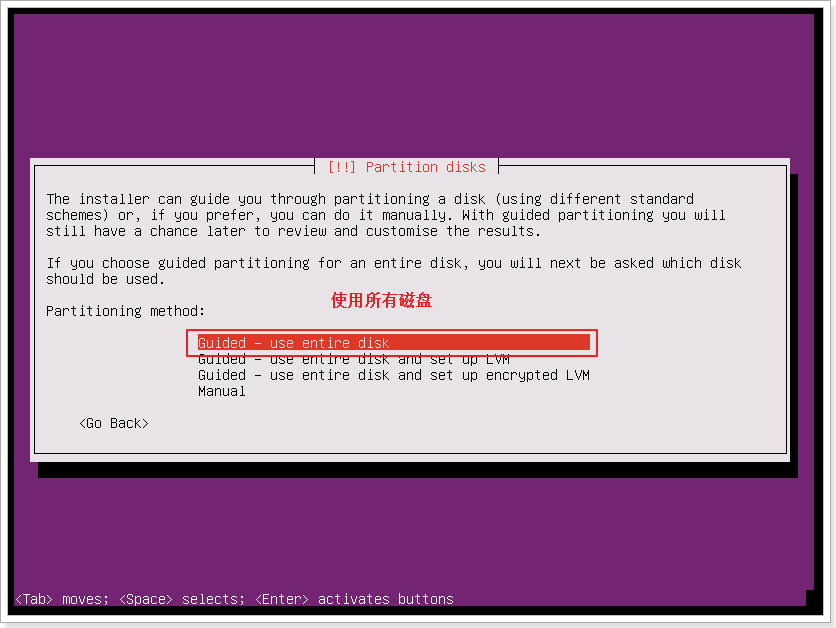 [!!] Partition disks
The installer can guide you through partitioning a disk (using different standard
schemes) or, if you prefer, you can do it manually. With guided partitioning you will
still have a chance later to review and customise the results.
If you choose guided partitioning for an entire disk, you will next be asked which disk
should be used.
使用所有磁盘
Partitioning method:
Guided - use entire disk
Guided - use entire disk and set up LVM
Guided - use entire disk and set up encrypted LVM
Manual
<Go Back>
<Tab> moves; <Space> selects; <Enter> activates buttons